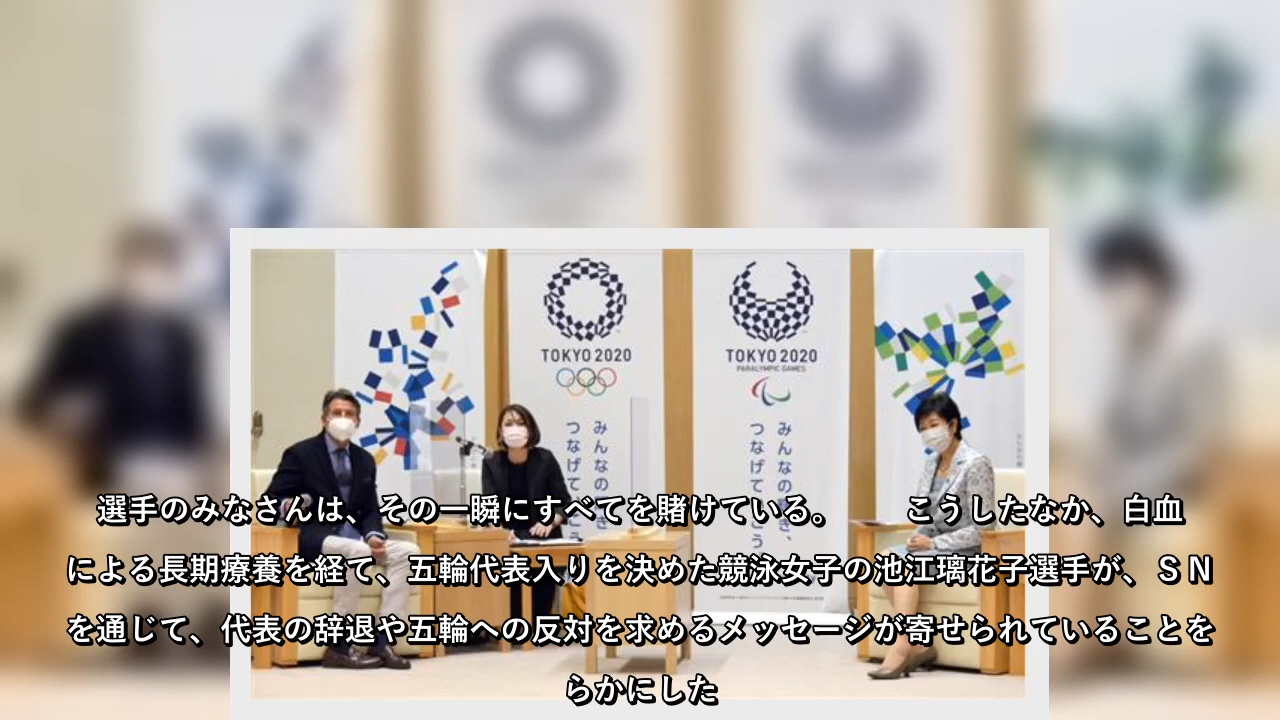 TOKYO 2020
TOKYO 2020
PARALYMPIC GAMES
みんなの
つなげて
みんなの
つなげて
選手のみなさんは、その一瞬にすべてを賭けている。　　こうしたなか、白血
による長期療養を経て、五輪代表入りを決めた競泳女子の池江璃花子選手が、ＳＮ
を通じて、代表の辞退や五輪への反対を求めるメッセージが寄せられていることを
らかにした